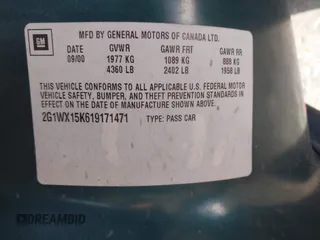 GM
MFD BY GENERAL MOTORS OF CANADA LTD.
DATE GVWR GAWR FRT GAWR RR
09/00 1977 KG 1089 KG 888 KG
4360 LB 2402 LB 1958 LB
THIS VEHICLE CONFORMS TO ALL APPLICABLE U.S. FEDERAL MOTOR
VEHICLE SAFETY, BUMPER, AND THEFT PREVENTION STANDARDS IN
EFFECT ON THE DATE OF MANUFACTURE SHOWN ABOVE.
2G1WX15K619171471 TYPE: PASS CAR
DREAMBID